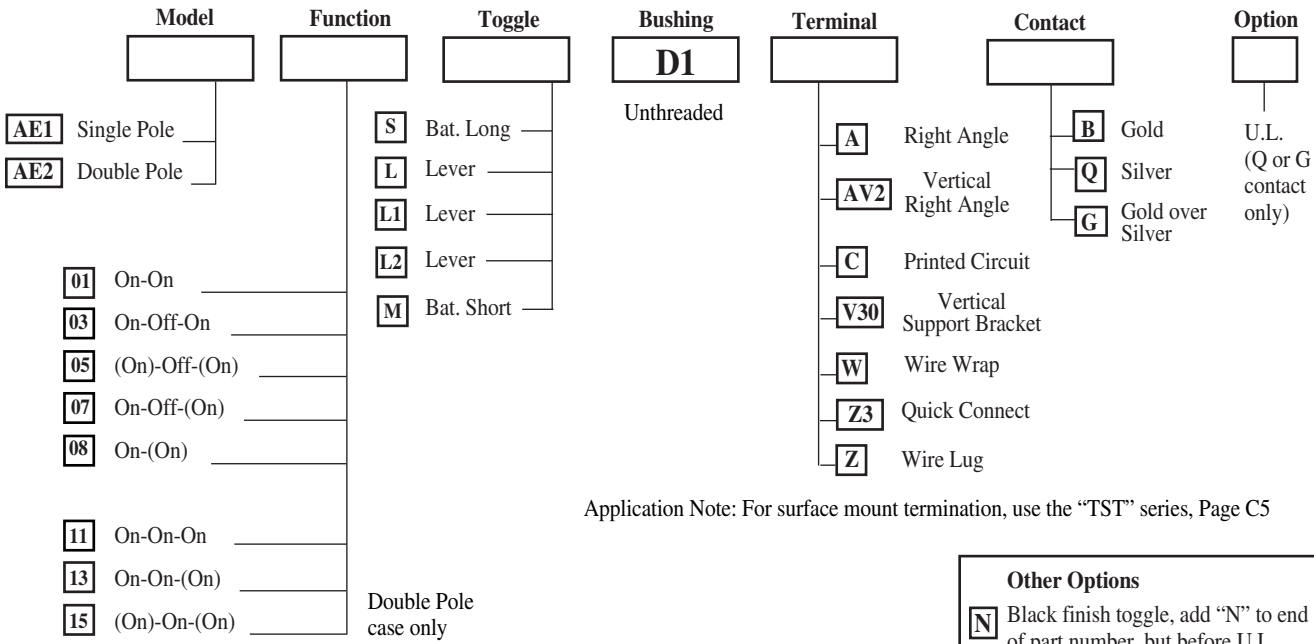 Model Function Toggle Bushing Terminal Contact Option
D1
Unthreaded
AE1 Single Pole
AE2 Double Pole
01 On-On
03 On-Off-On
05 (On)-Off-(On)
07 On-Off-(On)
08 On-(On)
11 On-On-On
13 On-On-(On)
15 (On)-On-(On)
Double Pole
case only
S Bat. Long
L Lever
L1 Lever
L2 Lever
M Bat. Short
A Right Angle
AV2 Vertical
Right Angle
C Printed Circuit
V30 Vertical
Support Bracket
W Wire Wrap
Z3 Quick Connect
Z Wire Lug
B Gold
Q Silver
G Gold over
Silver
U.L.
(Q or G
contact
only)
Application Note: For surface mount termination, use the “TST” series, Page C5
Other Options
N Black finish toggle, add “N” to end
of part number, but before U.L.